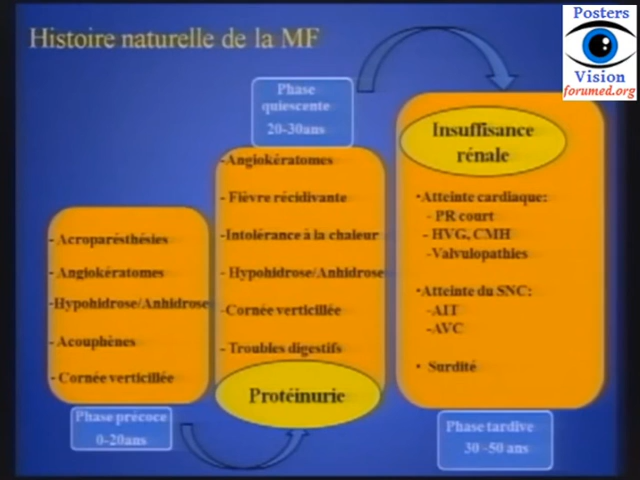 Histoire naturelle de la MF
Posters
Vision
forumed.org
Phase précoce
0-20ans
- Acroparésthésies
- Angiokératomes
-Hypohidrose/Anhidrose
- Acouphènes
- Cornée verticillée
Phase
quiescente
20-30ans
-Angiokératomes
- Fièvre récidivante
-Intolérance à la chaleur
- Hypohidrose/Anhidrose
-Cornée verticillée
- Troubles digestifs
Protéinurie
Insuffisance
rénale
•Atteinte cardiaque:
- PR court
- HVG, CMH
-Valvulopathies
•Atteinte du SNC:
-AIT
-AVC
• Surdité
Phase tardive
30 -50 ans